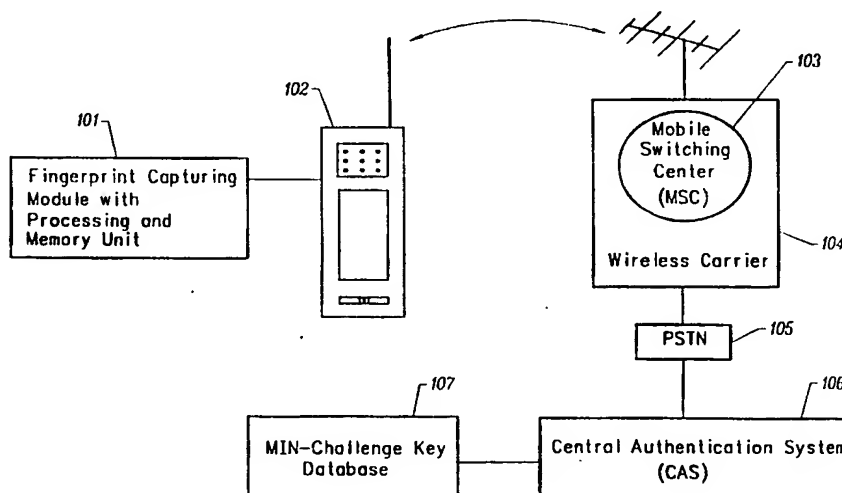 103
102
101
Mobile
Switching
Center
(MSC)
Fingerprint Capturing
Module with
Processing and
Memory Unit
104
Wireless Carrier
PSTN
105
107
106
MIN-Challenge Key
Database
Central Authentication System
(CAS)